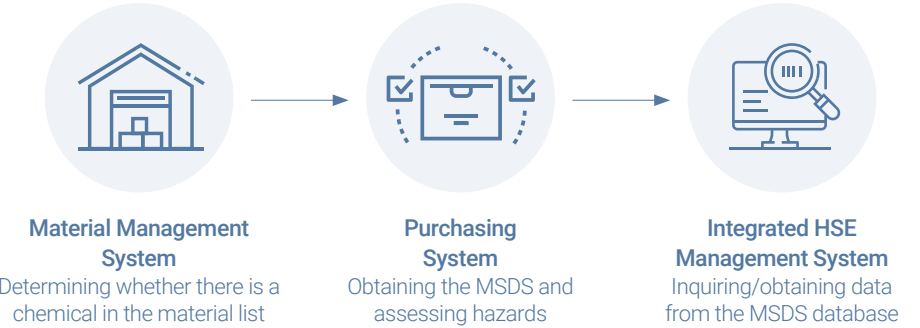 Material Management
System
Determining whether there is a
chemical in the material list
Purchasing
System
Obtaining the MSDS and
assessing hazards
Integrated HSE
Management System
Inquiring/obtaining data
from the MSDS database